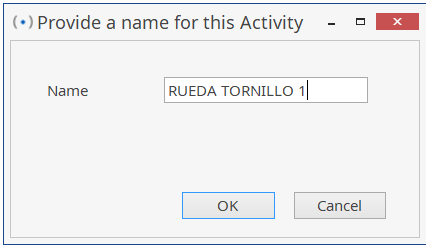 Provide a name for this Activity
Name
RUEDA TORNILLO 1
OK
Cancel